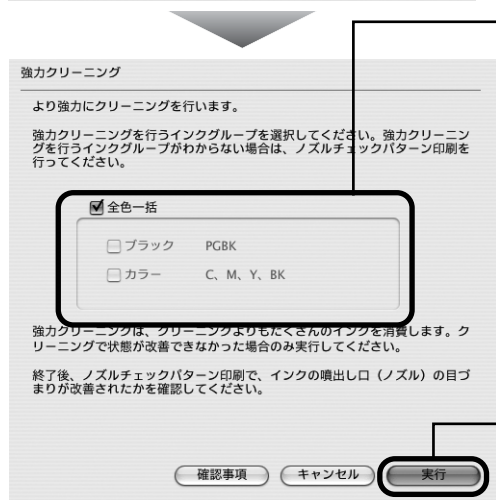 強力クリーニング
より強力にクリーニングを行います。
強力クリーニングを行うインクグループを選択してください。強力クリーニン
グを行うインクグループがわからない場合は、ノズルチェックパターン印刷を
行ってください。
全色一括
ブラック PGBK
カラー C、M、Y、BK
強力クリーニングは、クリーニングよりもたくさんのインクを消費します。ク
リーニングで状態が改善できなかった場合のみ実行してください。
終了後、ノズルチェックパターン印刷で、インクの噴出し口（ノズル）の目づ
まりが改善されたかを確認してください。
確認事項 キャンセル 実行